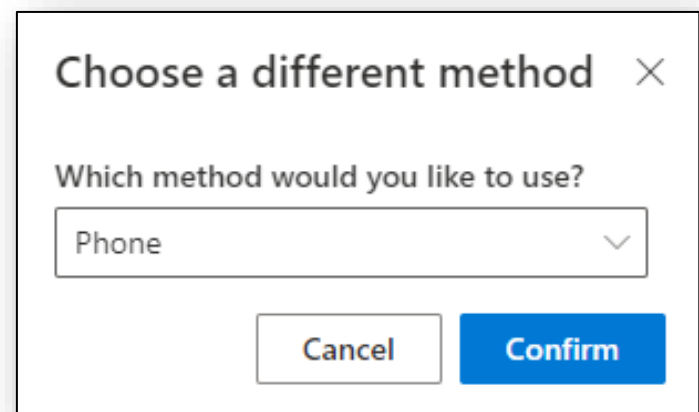 Choose a different method
Which method would you like to use?
Phone
Cancel
Confirm